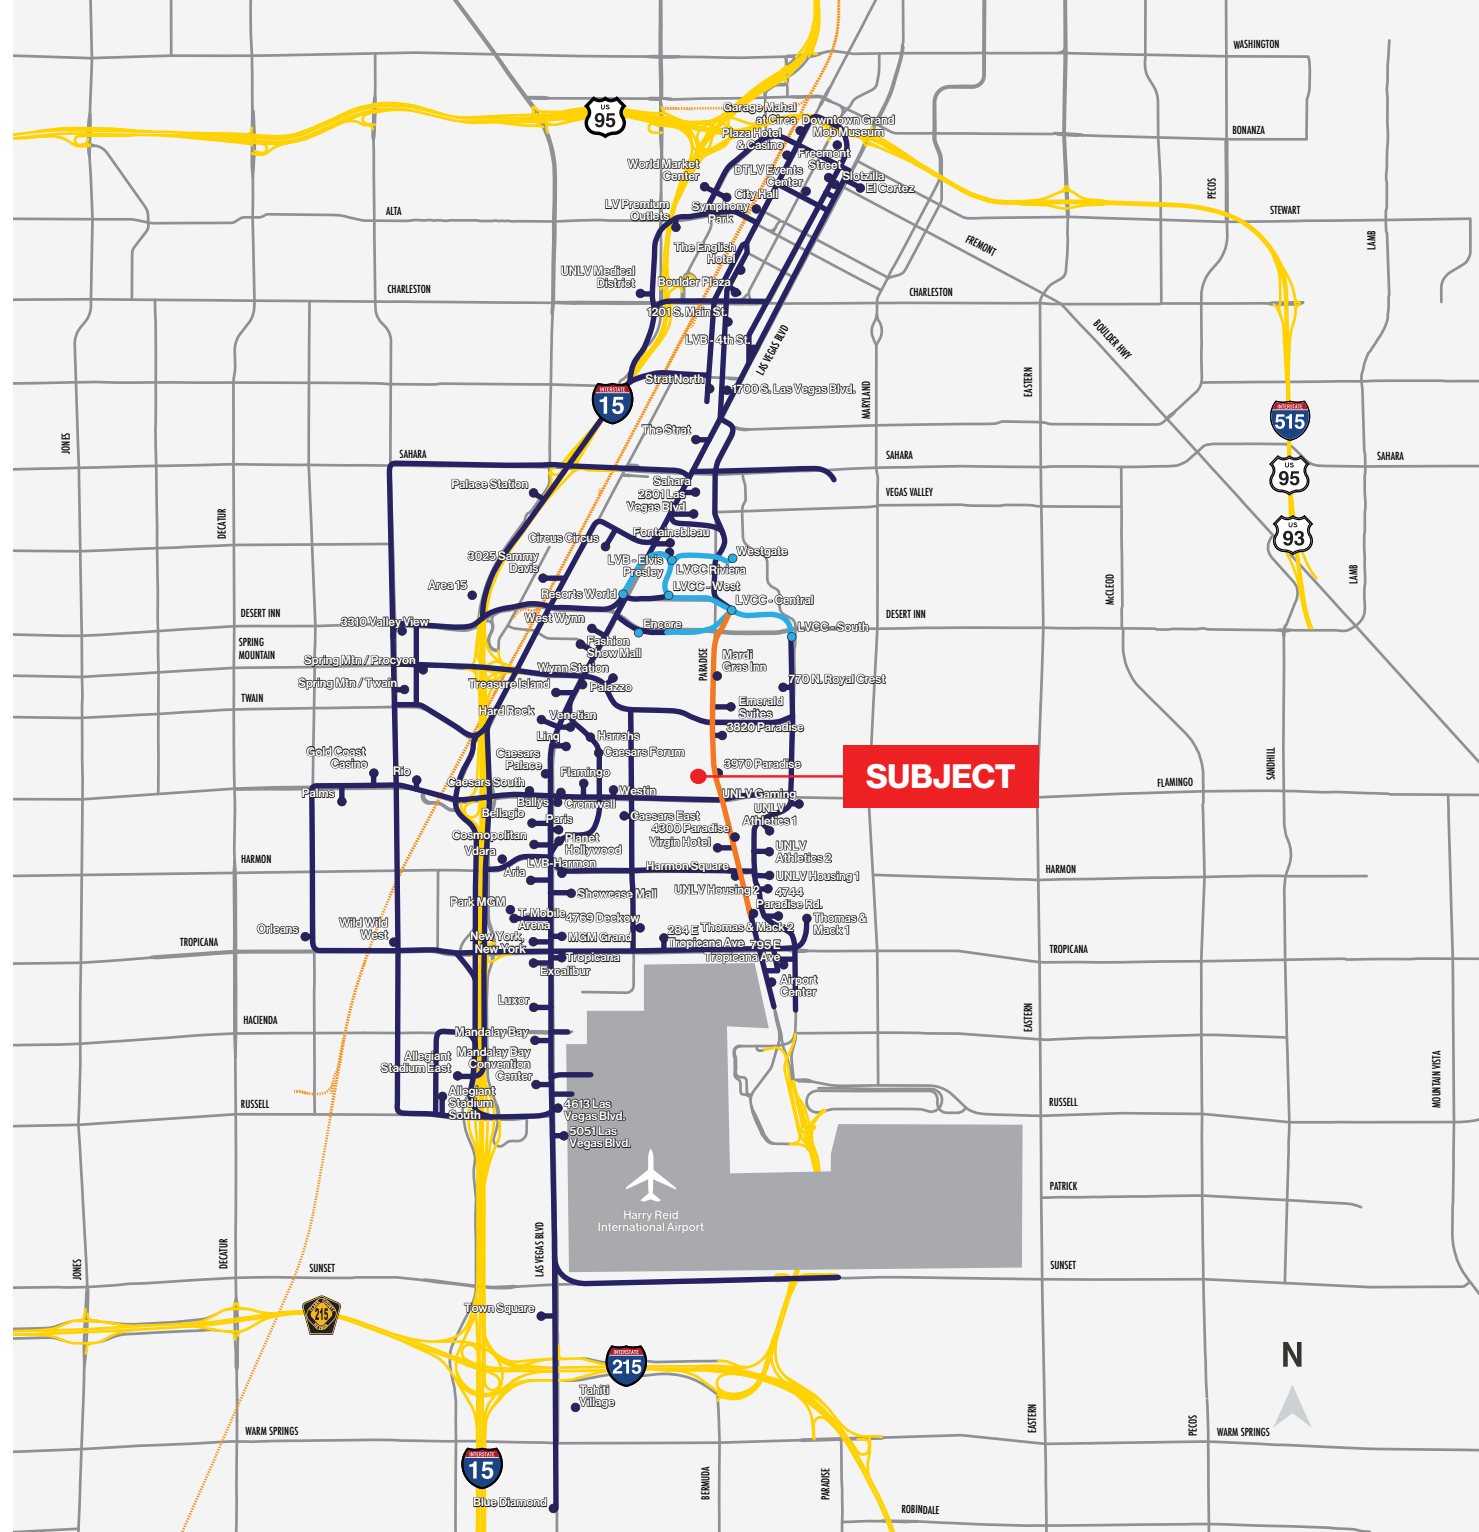 WASHINGTON
US
95
Garage Mahal
at Circa
Downtown Grand
Plaza Hotel
& Casino
Mob Museum
BONANZA
World Market
Center
Freemont
Street
DTLV Events
Center
Slotzilla
El Cortez
City Hall
PECOS
LV Premium
Outlets
Symphony
Park
ALTA
STEWART
LAMB
FREMONT
The English
Hotel
UNLV Medical
District
Boulder Plaza
CHARLESTON
CHARLESTON
1201 S. Main St.
LVB - 4th St.
LAS VEGAS BLVD
BOULDER HWY
Strat North
1700 S. Las Vegas Blvd.
EASTERN
MARYLAND
INTERSTATE
15
INTERSTATE
515
The Strat
JONES
SAHARA
SAHARA
SAHARA
US
95
Palace Station
Sahara
2601 Las
Vegas Blvd
VEGAS VALLEY
DECATUR
US
93
Circus Circus
Fontainebleau
3025 Sammy
Davis
LVB - Elvis
Presley
Westgate
LVCC Riviera
LAMB
McLEOD
Area 15
Resorts World
LVCC - West
LVCC - Central
DESERT INN
DESERT INN
3310 Valley View
West Wynn
Encore
LVCC - South
SPRING
MOUNTAIN
Fashion
Show Mall
Spring Mtn / Procyon
Wynn Station
PARADISE
Mardi
Gras Inn
Spring Mtn / Twain
Treasure Island
Palazzo
770 N. Royal Crest
TWAIN
Hard Rock
Venetian
Emerald
Suites
Linq
Harrahs
3820 Paradise
Gold Coast
Casino
Rio
Caesars
Palace
Caesars Forum
3970 Paradise
SUBJECT
SANDHILL
Caesars South
Flamingo
FLAMINGO
Palms
Westin
UNLV Gaming
Ballys
Cromwell
Bellagio
Paris
Caesars East
UNLV
Athletics 1
Cosmopolitan
Planet
Hollywood
4300 Paradise
Virgin Hotel
Vdara
UNLV
Athletics 2
HARMON
LVB-Harmon
Harmon Square
HARMON
Aria
UNLV Housing 1
Showcase Mall
UNLV Housing 2
4744
Paradise Rd.
Park MGM
T-Mobile
Arena
4769 Deckow
Thomas & Mack 2
Thomas &
Mack 1
Orleans
Wild Wild
West
New York,
New York
MGM Grand
284 E
Tropicana Ave
795 E
Tropicana Ave
TROPICANA
TROPICANA
Tropicana
Excalibur
Airport
Center
Luxor
HACIENDA
EASTERN
Mandalay Bay
Allegiant
Stadium East
Mandalay Bay
Convention
Center
MOUNTAIN VISTA
RUSSELL
Allegiant
Stadium
South
4613 Las
Vegas Blvd.
RUSSELL
5051 Las
Vegas Blvd.
PATRICK
Harry Reid
International Airport
JONES
DECATUR
LAS VEGAS BLVD
SUNSET
SUNSET
215
Town Square
INTERSTATE
215
N
Tahiti
Village
EASTERN
PECOS
WARM SPRINGS
WARM SPRINGS
INTERSTATE
15
BERMUDA
PARADISE
Blue Diamond
ROBINDALE